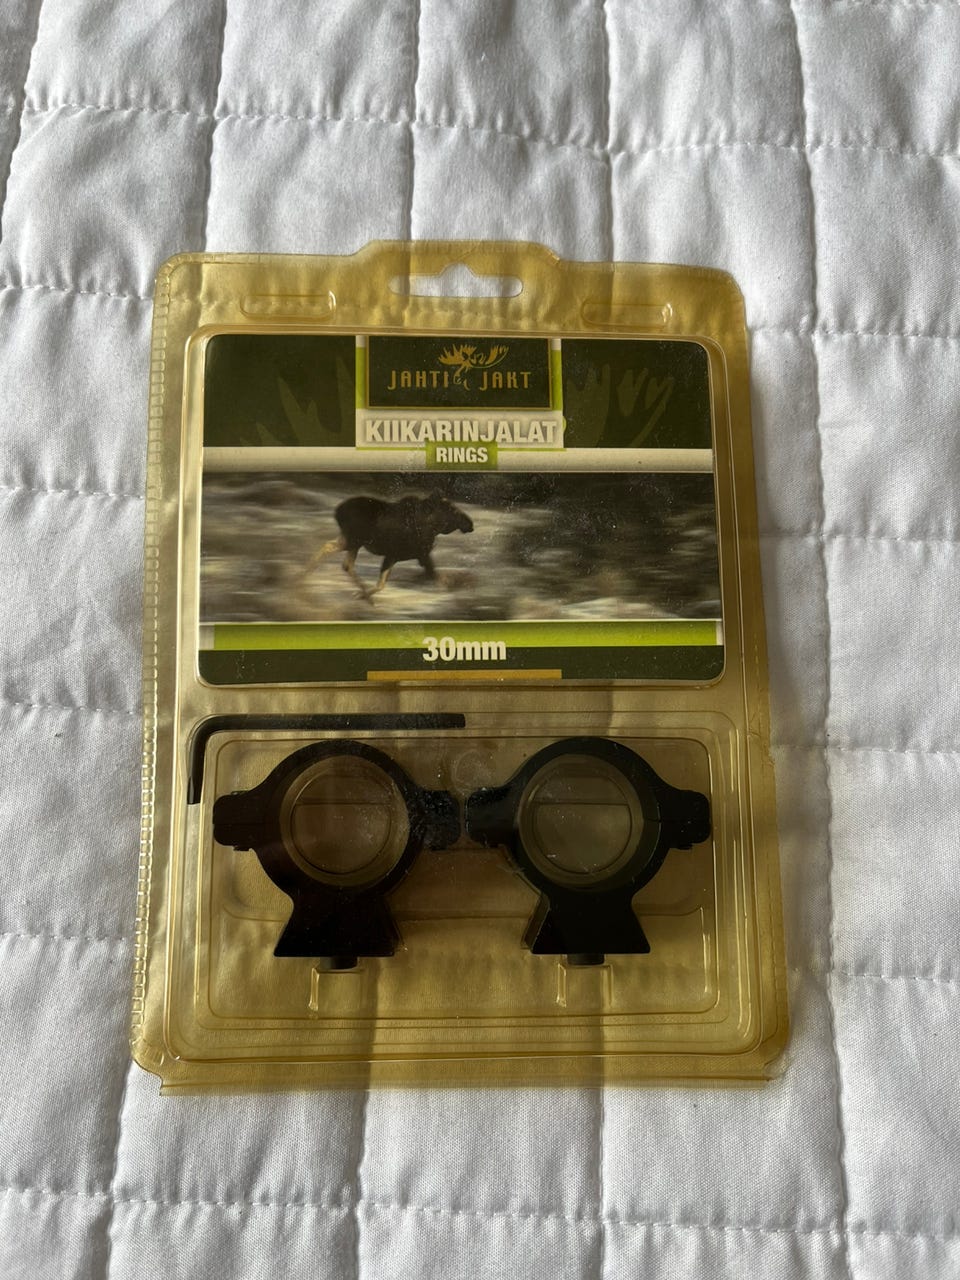 JAHTI JAKT
KIIKARINJALAT
RINGS
30mm